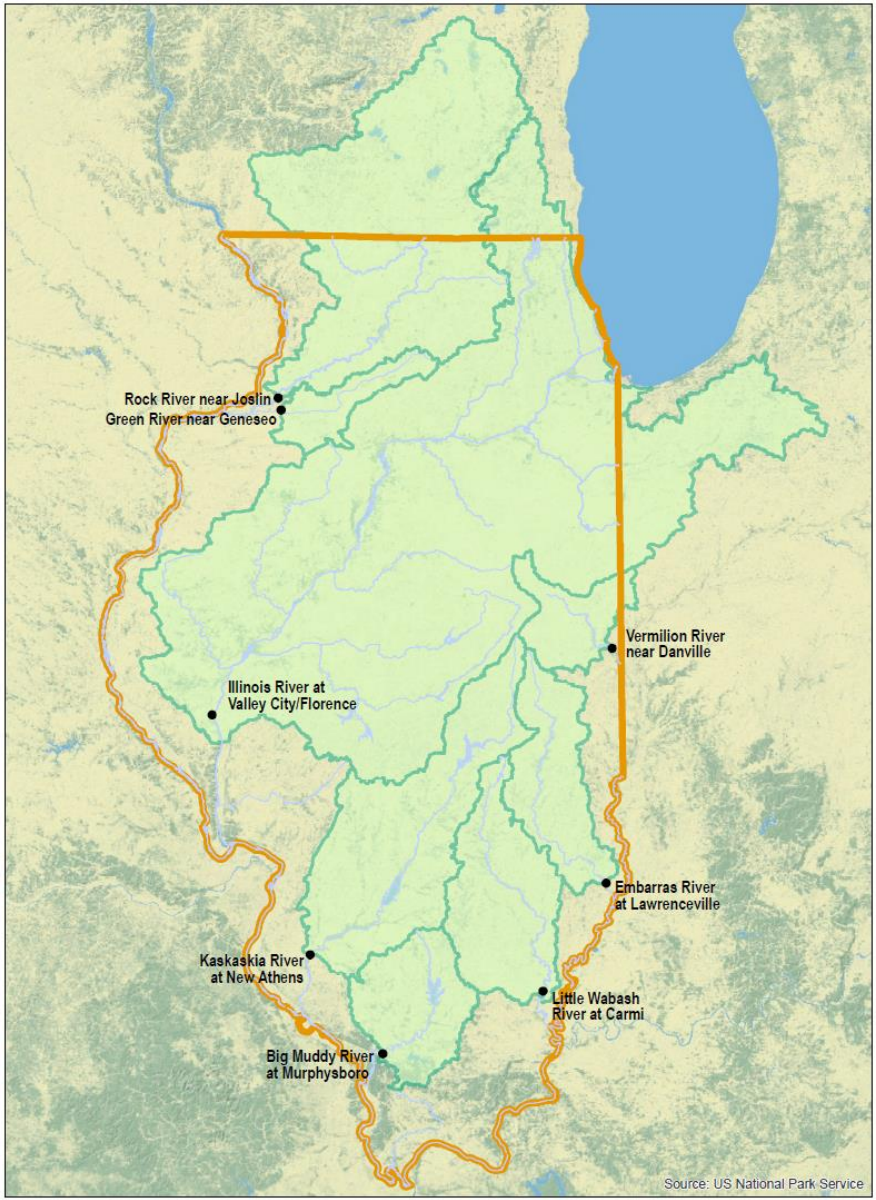 Rock River near Joslin
Green River near Geneseo
Vermilion River
near Danville
Illinois River at
Valley City/Florence
Embarras River
at Lawrenceville
Kaskaskia River
at New Athens
Little Wabash
River at Carmi
Big Muddy River
at Murphysboro
Source: US National Park Service